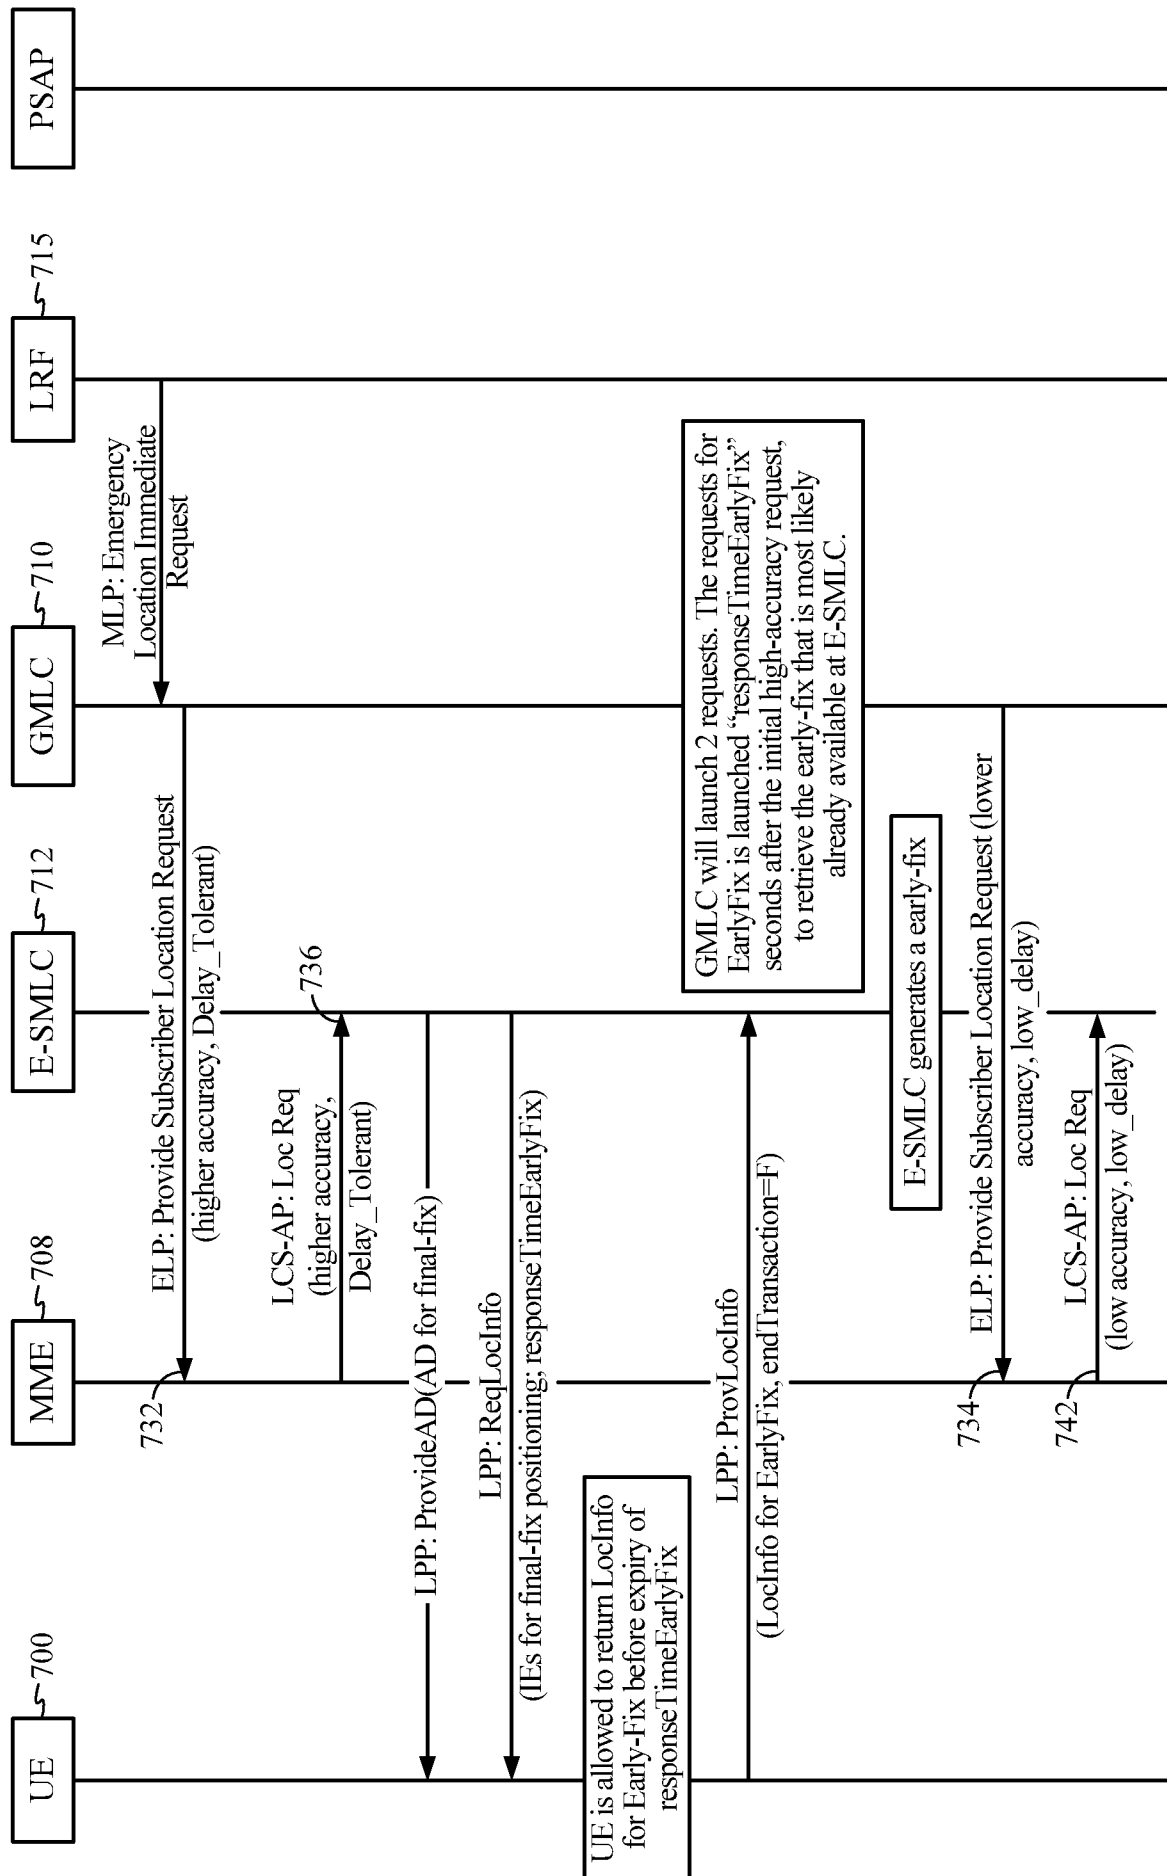 UE
700
MME
708
E-SMLC
712
GMLC
710
LRF
715
PSAP
MLP: Emergency
Location Immediate
Request
ELP: Provide Subscriber Location Request
(higher accuracy, Delay_Tolerant)
732
LCS-AP: Loc Req
(higher accuracy,
Delay_Tolerant)
736
LPP: ProvideAD(AD for final-fix)
LPP: ReqLocInfo
(IEs for final-fix positioning; responseTimeEarlyFix)
UE is allowed to return LocInfo
for Early-Fix before expiry of
responseTimeEarlyFix
GMLC will launch 2 requests. The requests for
EarlyFix is launched “responseTimeEarlyFix”
seconds after the initial high-accuracy request,
to retrieve the early-fix that is most likely
already available at E-SMLC.
LPP: ProvLocInfo
(LocInfo for EarlyFix, endTransaction=F)
E-SMLC generates a early-fix
ELP: Provide Subscriber Location Request (lower
accuracy, low_delay)
734
LCS-AP: Loc Req
(low accuracy, low_delay)
742